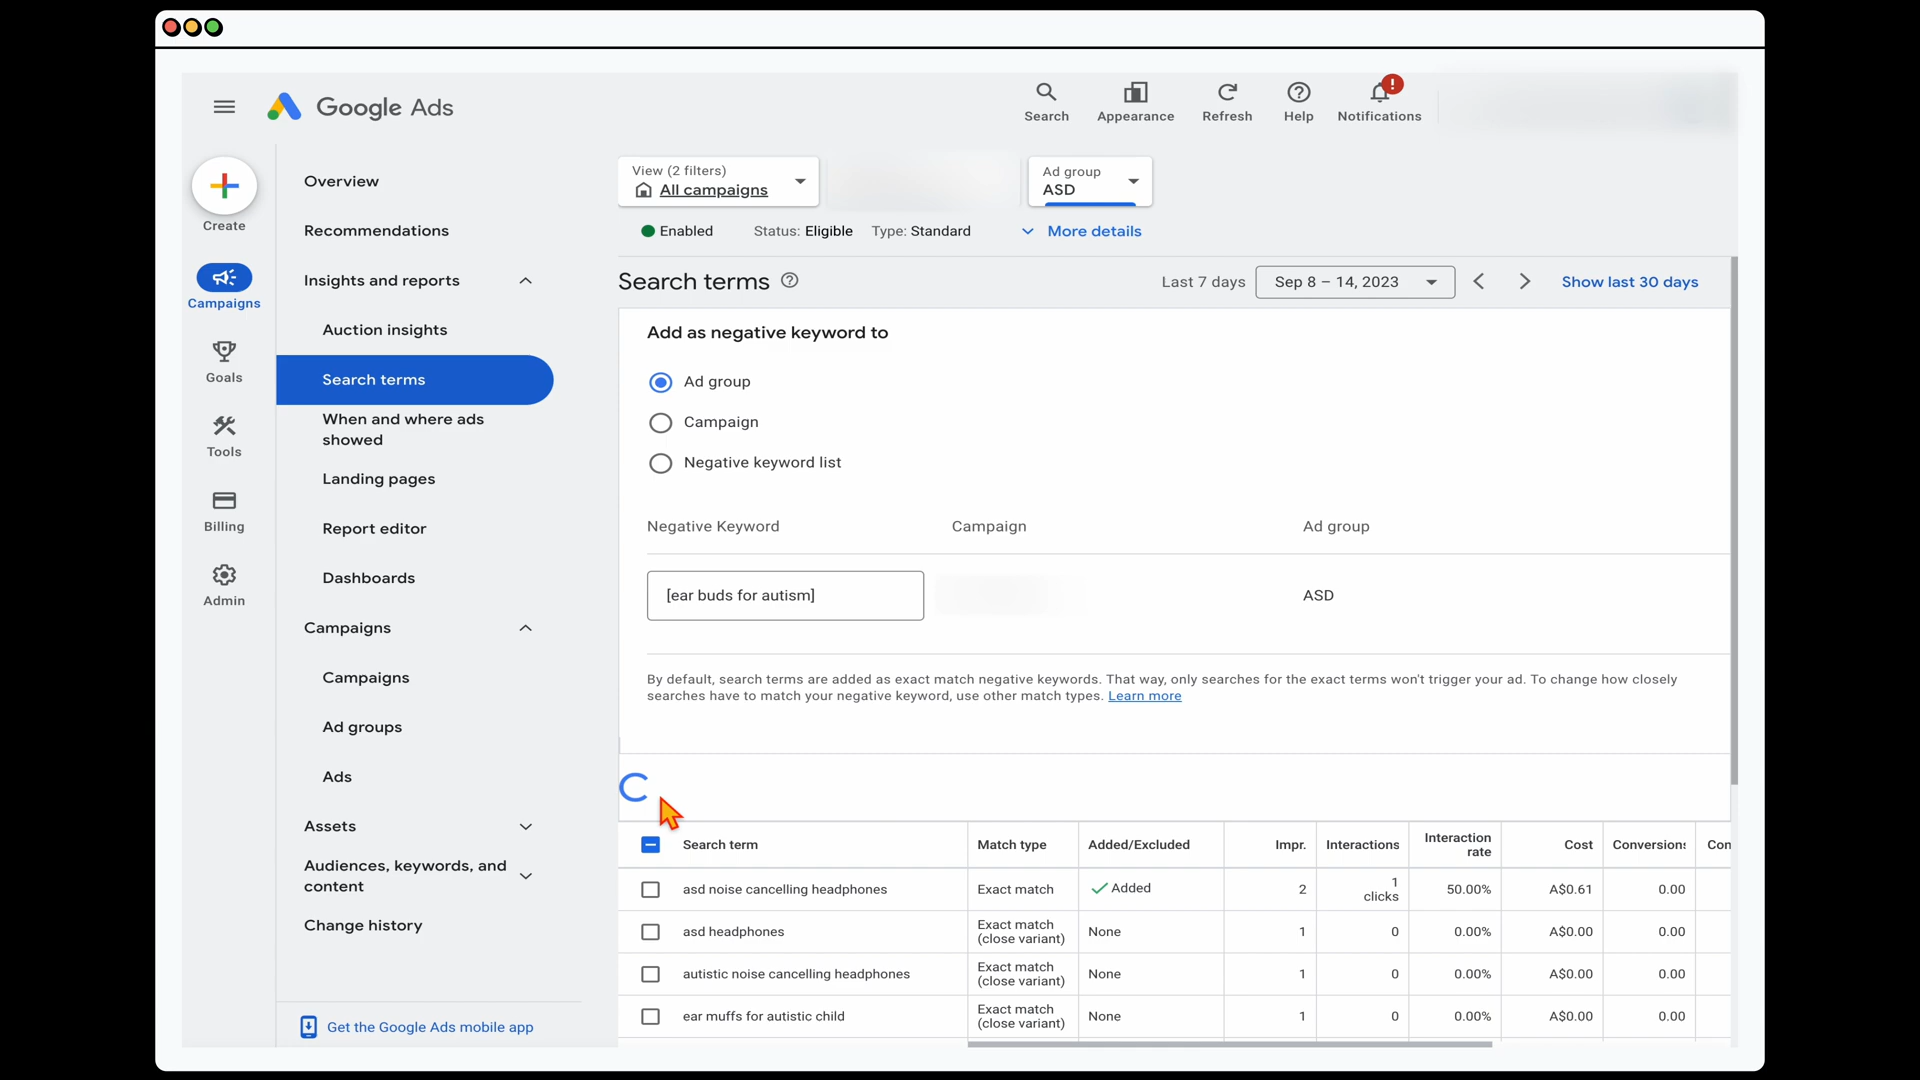 Google Ads
Search
Appearance
Refresh
Help
!
Notifications
Create
Campaigns
Goals
Tools
Billing
Admin
Overview
Recommendations
Insights and reports
Auction insights
Search terms
When and where ads
showed
Landing pages
Report editor
Dashboards
Campaigns
Campaigns
Ad groups
Ads
Assets
Audiences, keywords, and
content
Change history
Get the Google Ads mobile app
View (2 filters)
All campaigns
Ad group
ASD
Enabled Status: Eligible Type: Standard More details
Search terms
Last 7 days Sep 8 – 14, 2023 Show last 30 days
Add as negative keyword to
Ad group
Campaign
Negative keyword list
Negative Keyword Campaign Ad group
[ear buds for autism] ASD
By default, search terms are added as exact match negative keywords. That way, only searches for the exact terms won't trigger your ad. To change how closely
searches have to match your negative keyword, use other match types. Learn more
Search term Match type Added/Excluded Impr. Interactions Interaction rate Cost Conversions Con
asd noise cancelling headphones Exact match Added 2 1 clicks 50.00% A$0.61 0.00
asd headphones Exact match (close variant) None 1 0 0.00% A$0.00 0.00
autistic noise cancelling headphones Exact match (close variant) None 1 0 0.00% A$0.00 0.00
ear muffs for autistic child Exact match (close variant) None 1 0 0.00% A$0.00 0.00